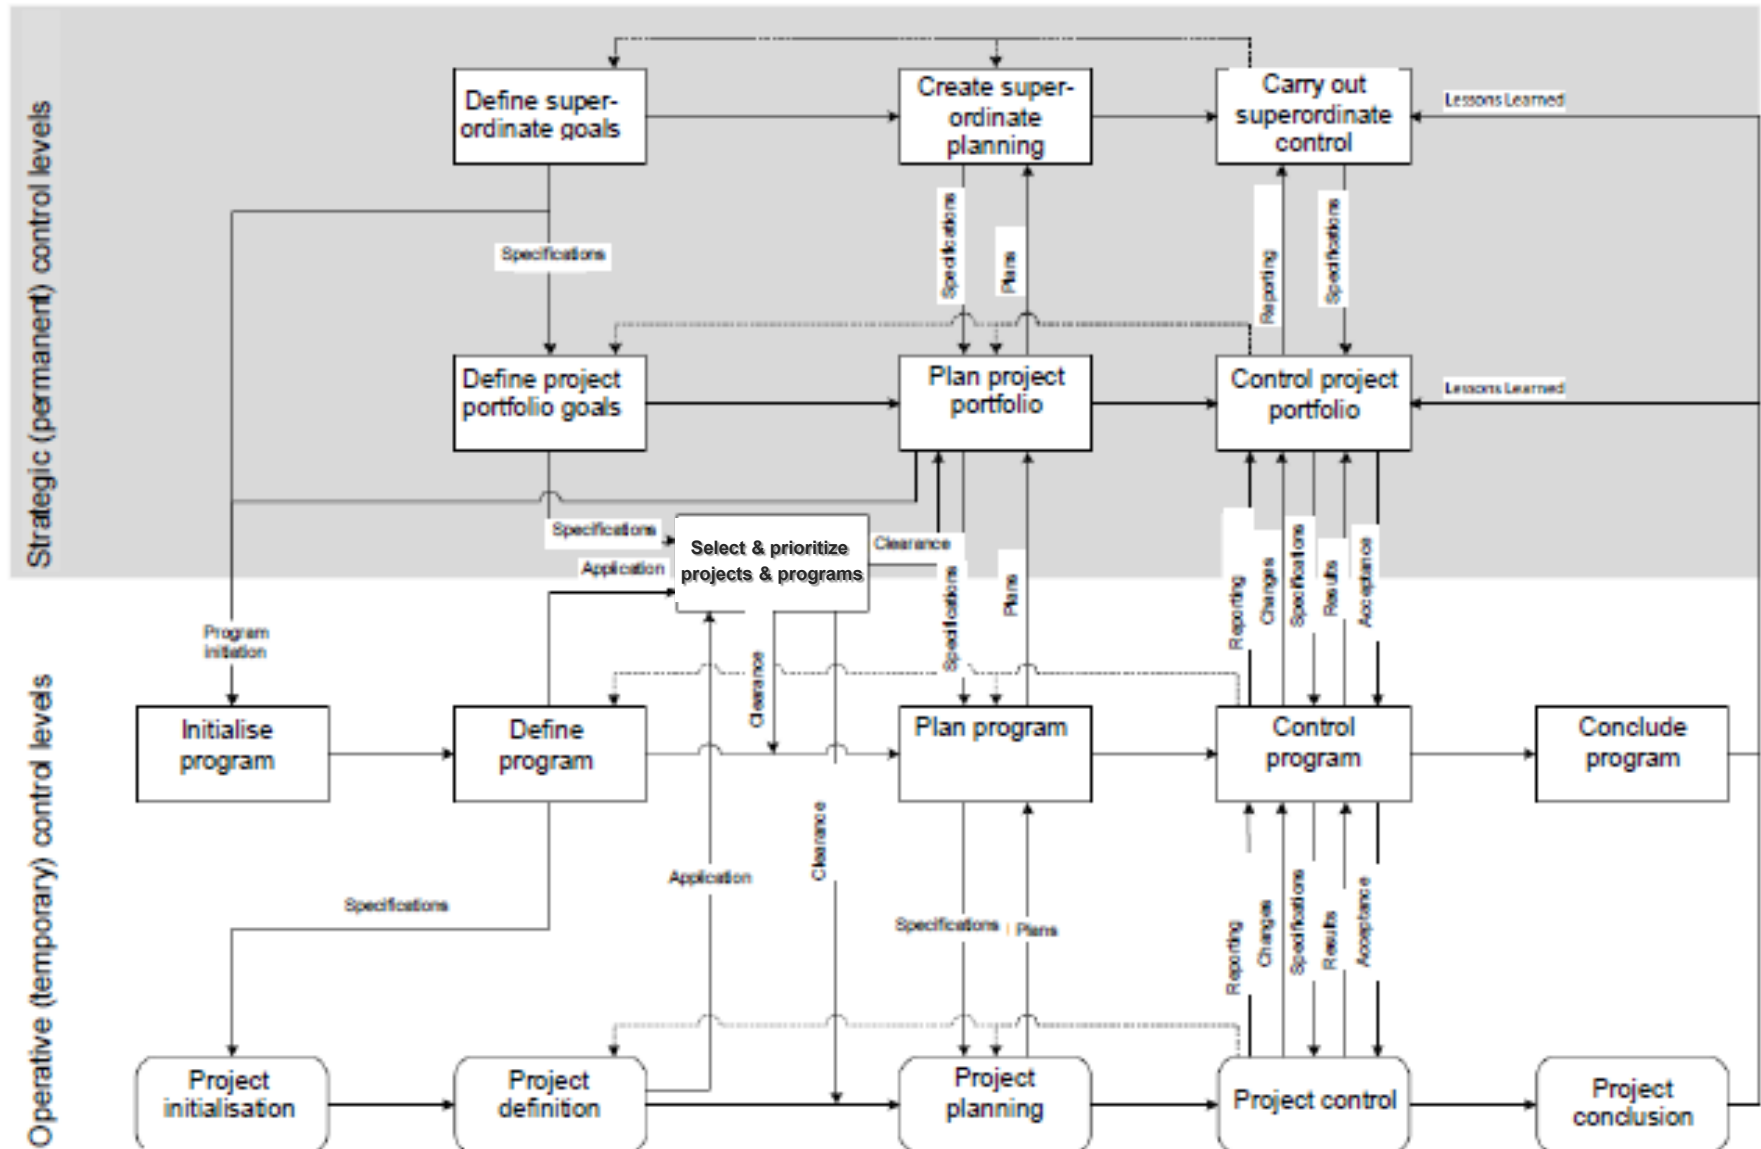 Strategic (permanent) control levels
Define super-
ordinate goals
Create super-
ordinate
planning
Carry out
superordinate
control
Lessons Learned
Specifications
Specifications
Plans
Reporting
Specifications
Define project
portfolio goals
Plan project
portfolio
Control project
portfolio
Lessons Learned
Specifications
Application
Select & prioritize
projects & programs
Clearance
Specifications
Plans
Reporting
Changes
Specifications
Results
Acceptance
Program
initiation
Clearance
Operative (temporary) control levels
Initialise
program
Define
program
Plan program
Control
program
Conclude
program
Specifications
Application
Clearance
Specifications
Plans
Reporting
Changes
Specifications
Results
Acceptance
Project
initialisation
Project
definition
Project
planning
Project control
Project
conclusion